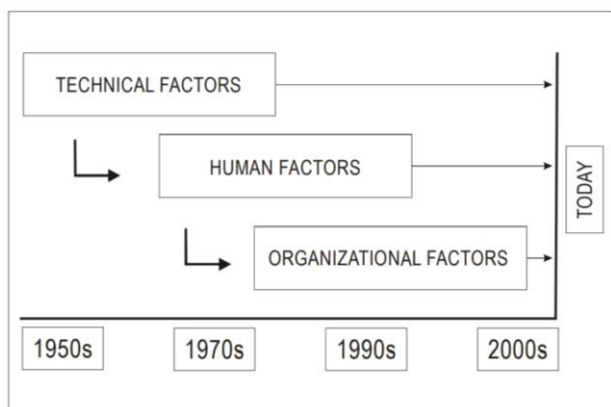 TECHNICAL FACTORS
HUMAN FACTORS
TODAY
ORGANIZATIONAL FACTORS
1950s
1970s
1990s
2000s